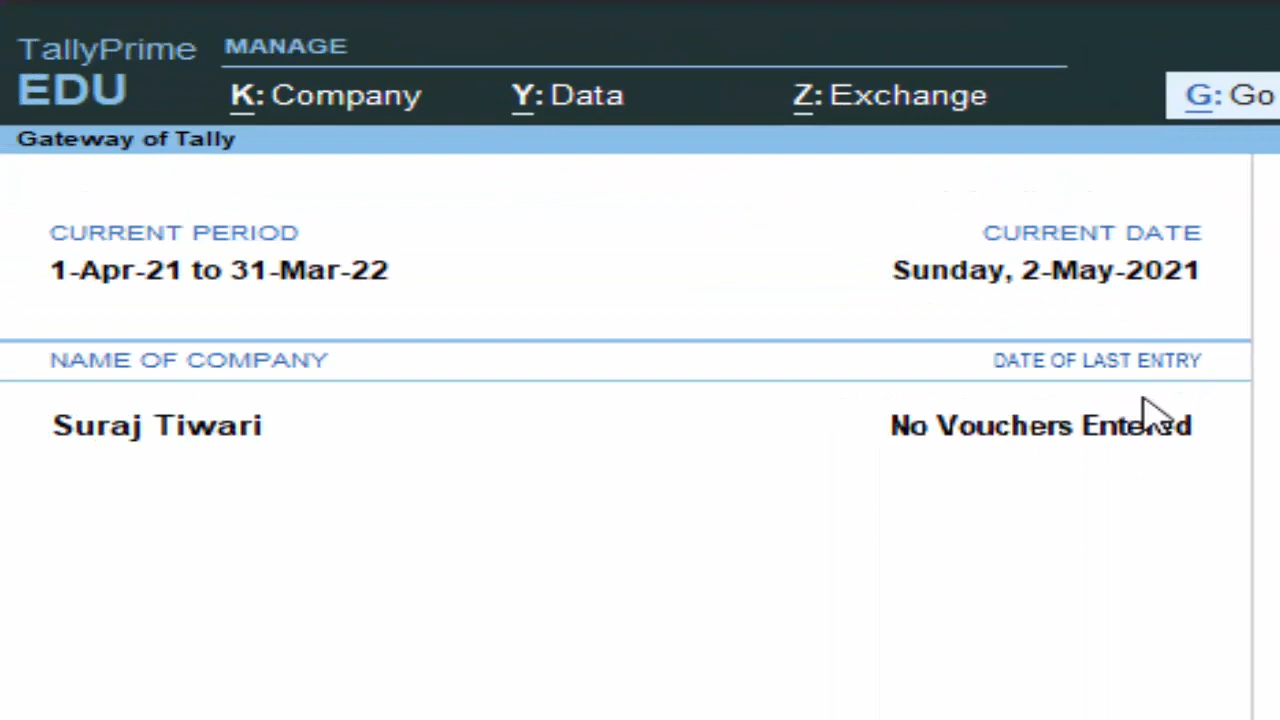 TallyPrime MANAGE
EDU K: Company Y: Data Z: Exchange G: Go
Gateway of Tally
CURRENT PERIOD CURRENT DATE
1-Apr-21 to 31-Mar-22 Sunday, 2-May-2021
NAME OF COMPANY DATE OF LAST ENTRY
Suraj Tiwari No Vouchers Entered